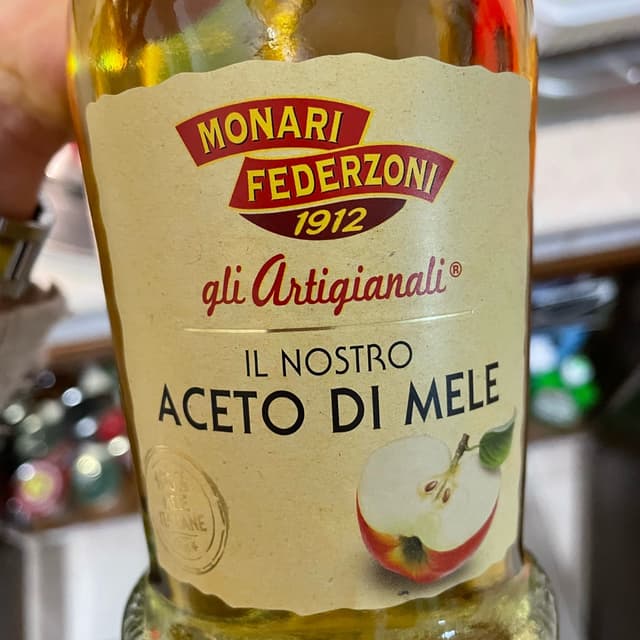 MONARI
FEDERZONI
1912
gli Artigianali®
IL NOSTRO
ACETO DI MELE